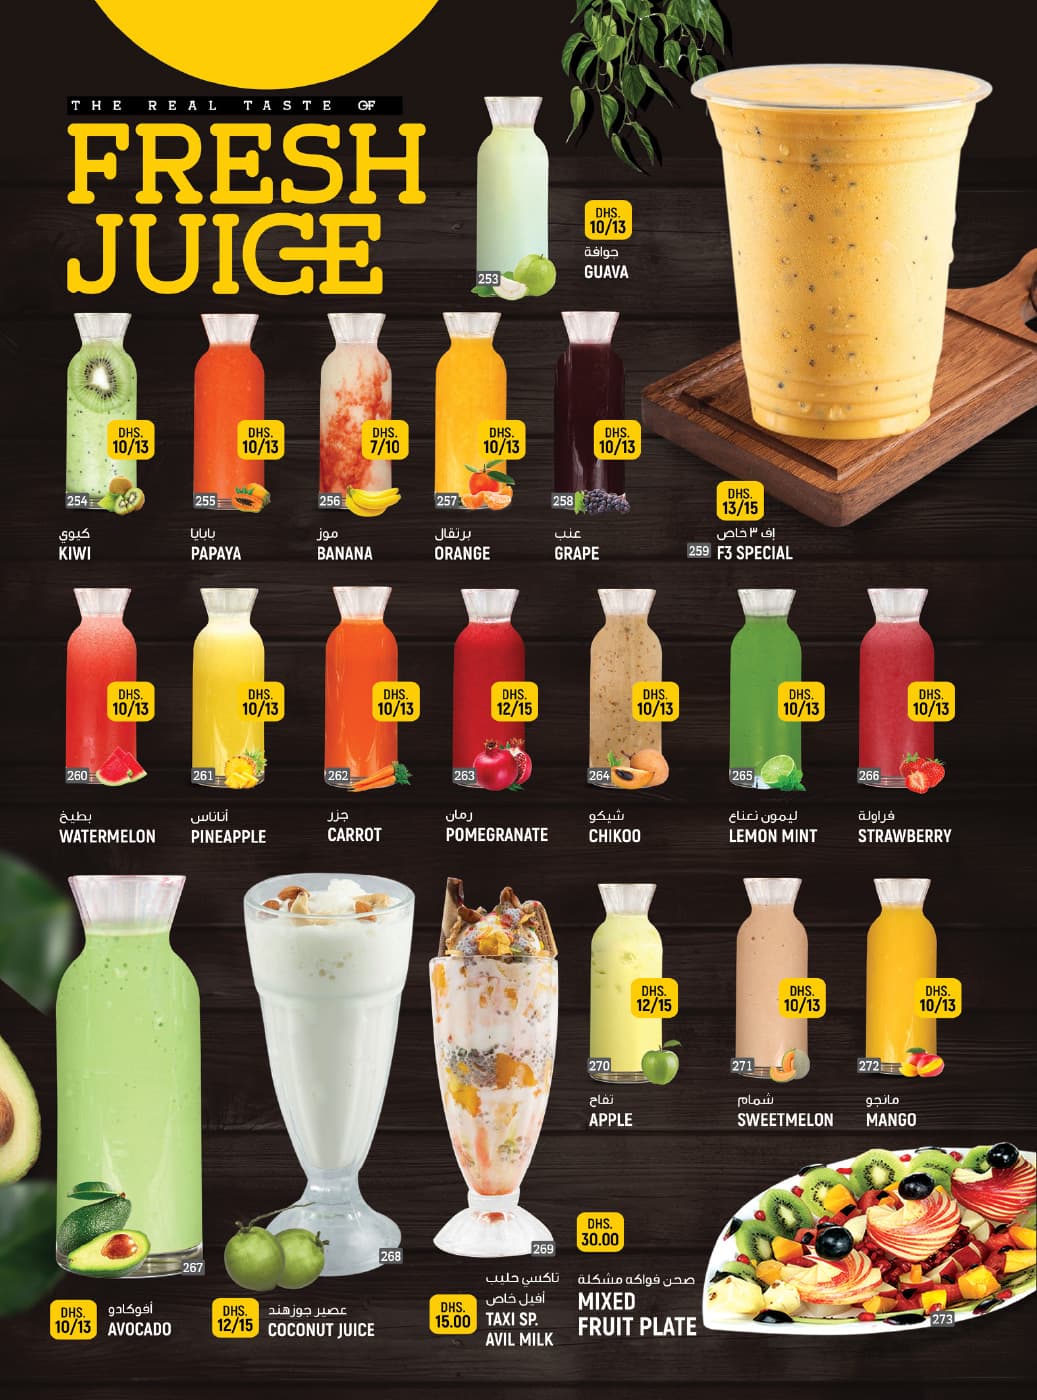 THE REAL TASTE OF
FRESH
JUICE
253
DHS.
10/13
جوافة
GUAVA
254
DHS.
10/13
كيوي
KIWI
255
DHS.
10/13
بابايا
PAPAYA
256
DHS.
7/10
موز
BANANA
257
DHS.
10/13
برتقال
ORANGE
258
DHS.
10/13
عنب
GRAPE
DHS.
13/15
إف ٣ خاص
259 F3 SPECIAL
260
DHS.
10/13
بطيخ
WATERMELON
261
DHS.
10/13
أناناس
PINEAPPLE
262
DHS.
10/13
جزر
CARROT
263
DHS.
12/15
رمان
POMEGRANATE
264
DHS.
10/13
شيكو
CHIKOO
265
DHS.
10/13
ليمون نعناع
LEMON MINT
266
DHS.
10/13
فراولة
STRAWBERRY
267
DHS.
10/13
أفوكادو
AVOCADO
268
DHS.
12/15
عصير جوزهند
COCONUT JUICE
269
DHS.
15.00
تاكسي حليب
أفيل خاص
TAXI SP.
AVIL MILK
270
DHS.
12/15
تفاح
APPLE
271
DHS.
10/13
شمام
SWEETMELON
272
DHS.
10/13
مانجو
MANGO
DHS.
30.00
صحن فواكه مشكلة
MIXED
FRUIT PLATE
273